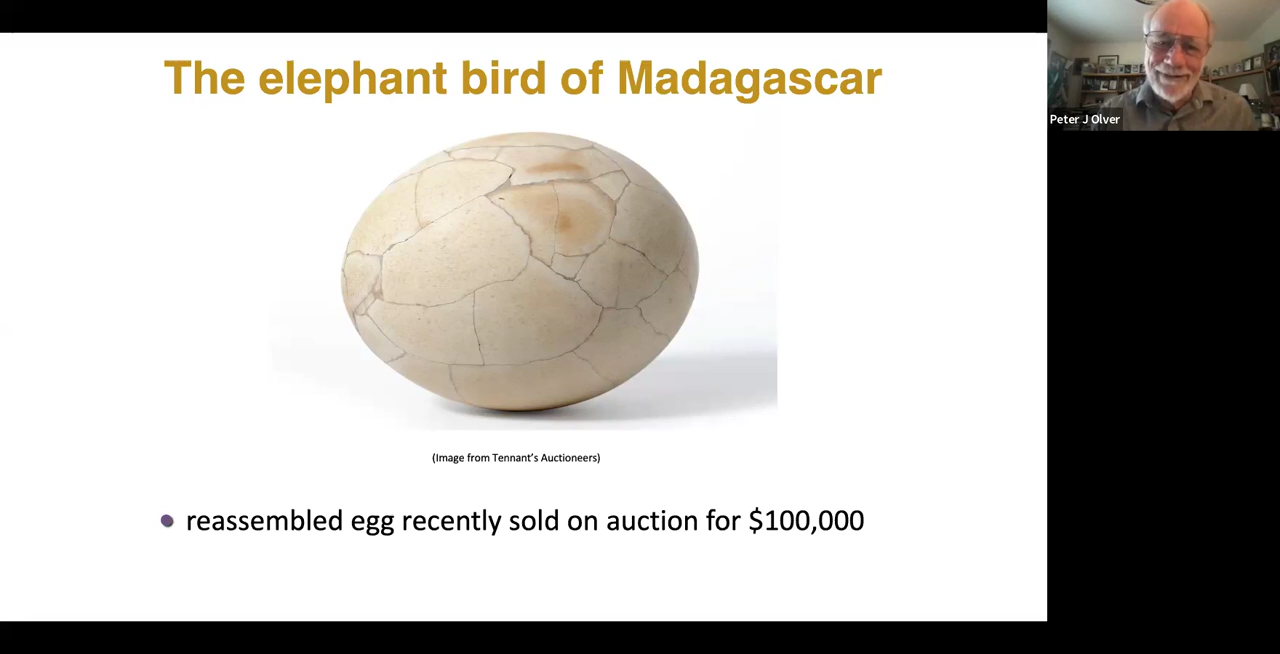 The elephant bird of Madagascar
Peter J Olver
(Image from Tennant's Auctioneers)
reassembled egg recently sold on auction for $100,000